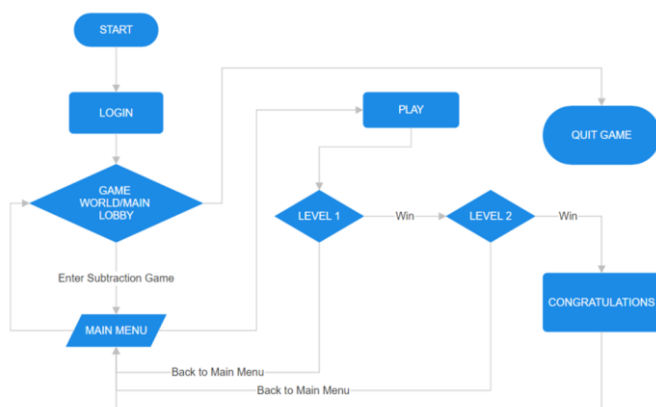 START
LOGIN
PLAY
QUIT GAME
GAME
WORLD/MAIN
LOBBY
LEVEL 1
Win
LEVEL 2
Win
Enter Subtraction Game
CONGRATULATIONS
MAIN MENU
Back to Main Menu
Back to Main Menu